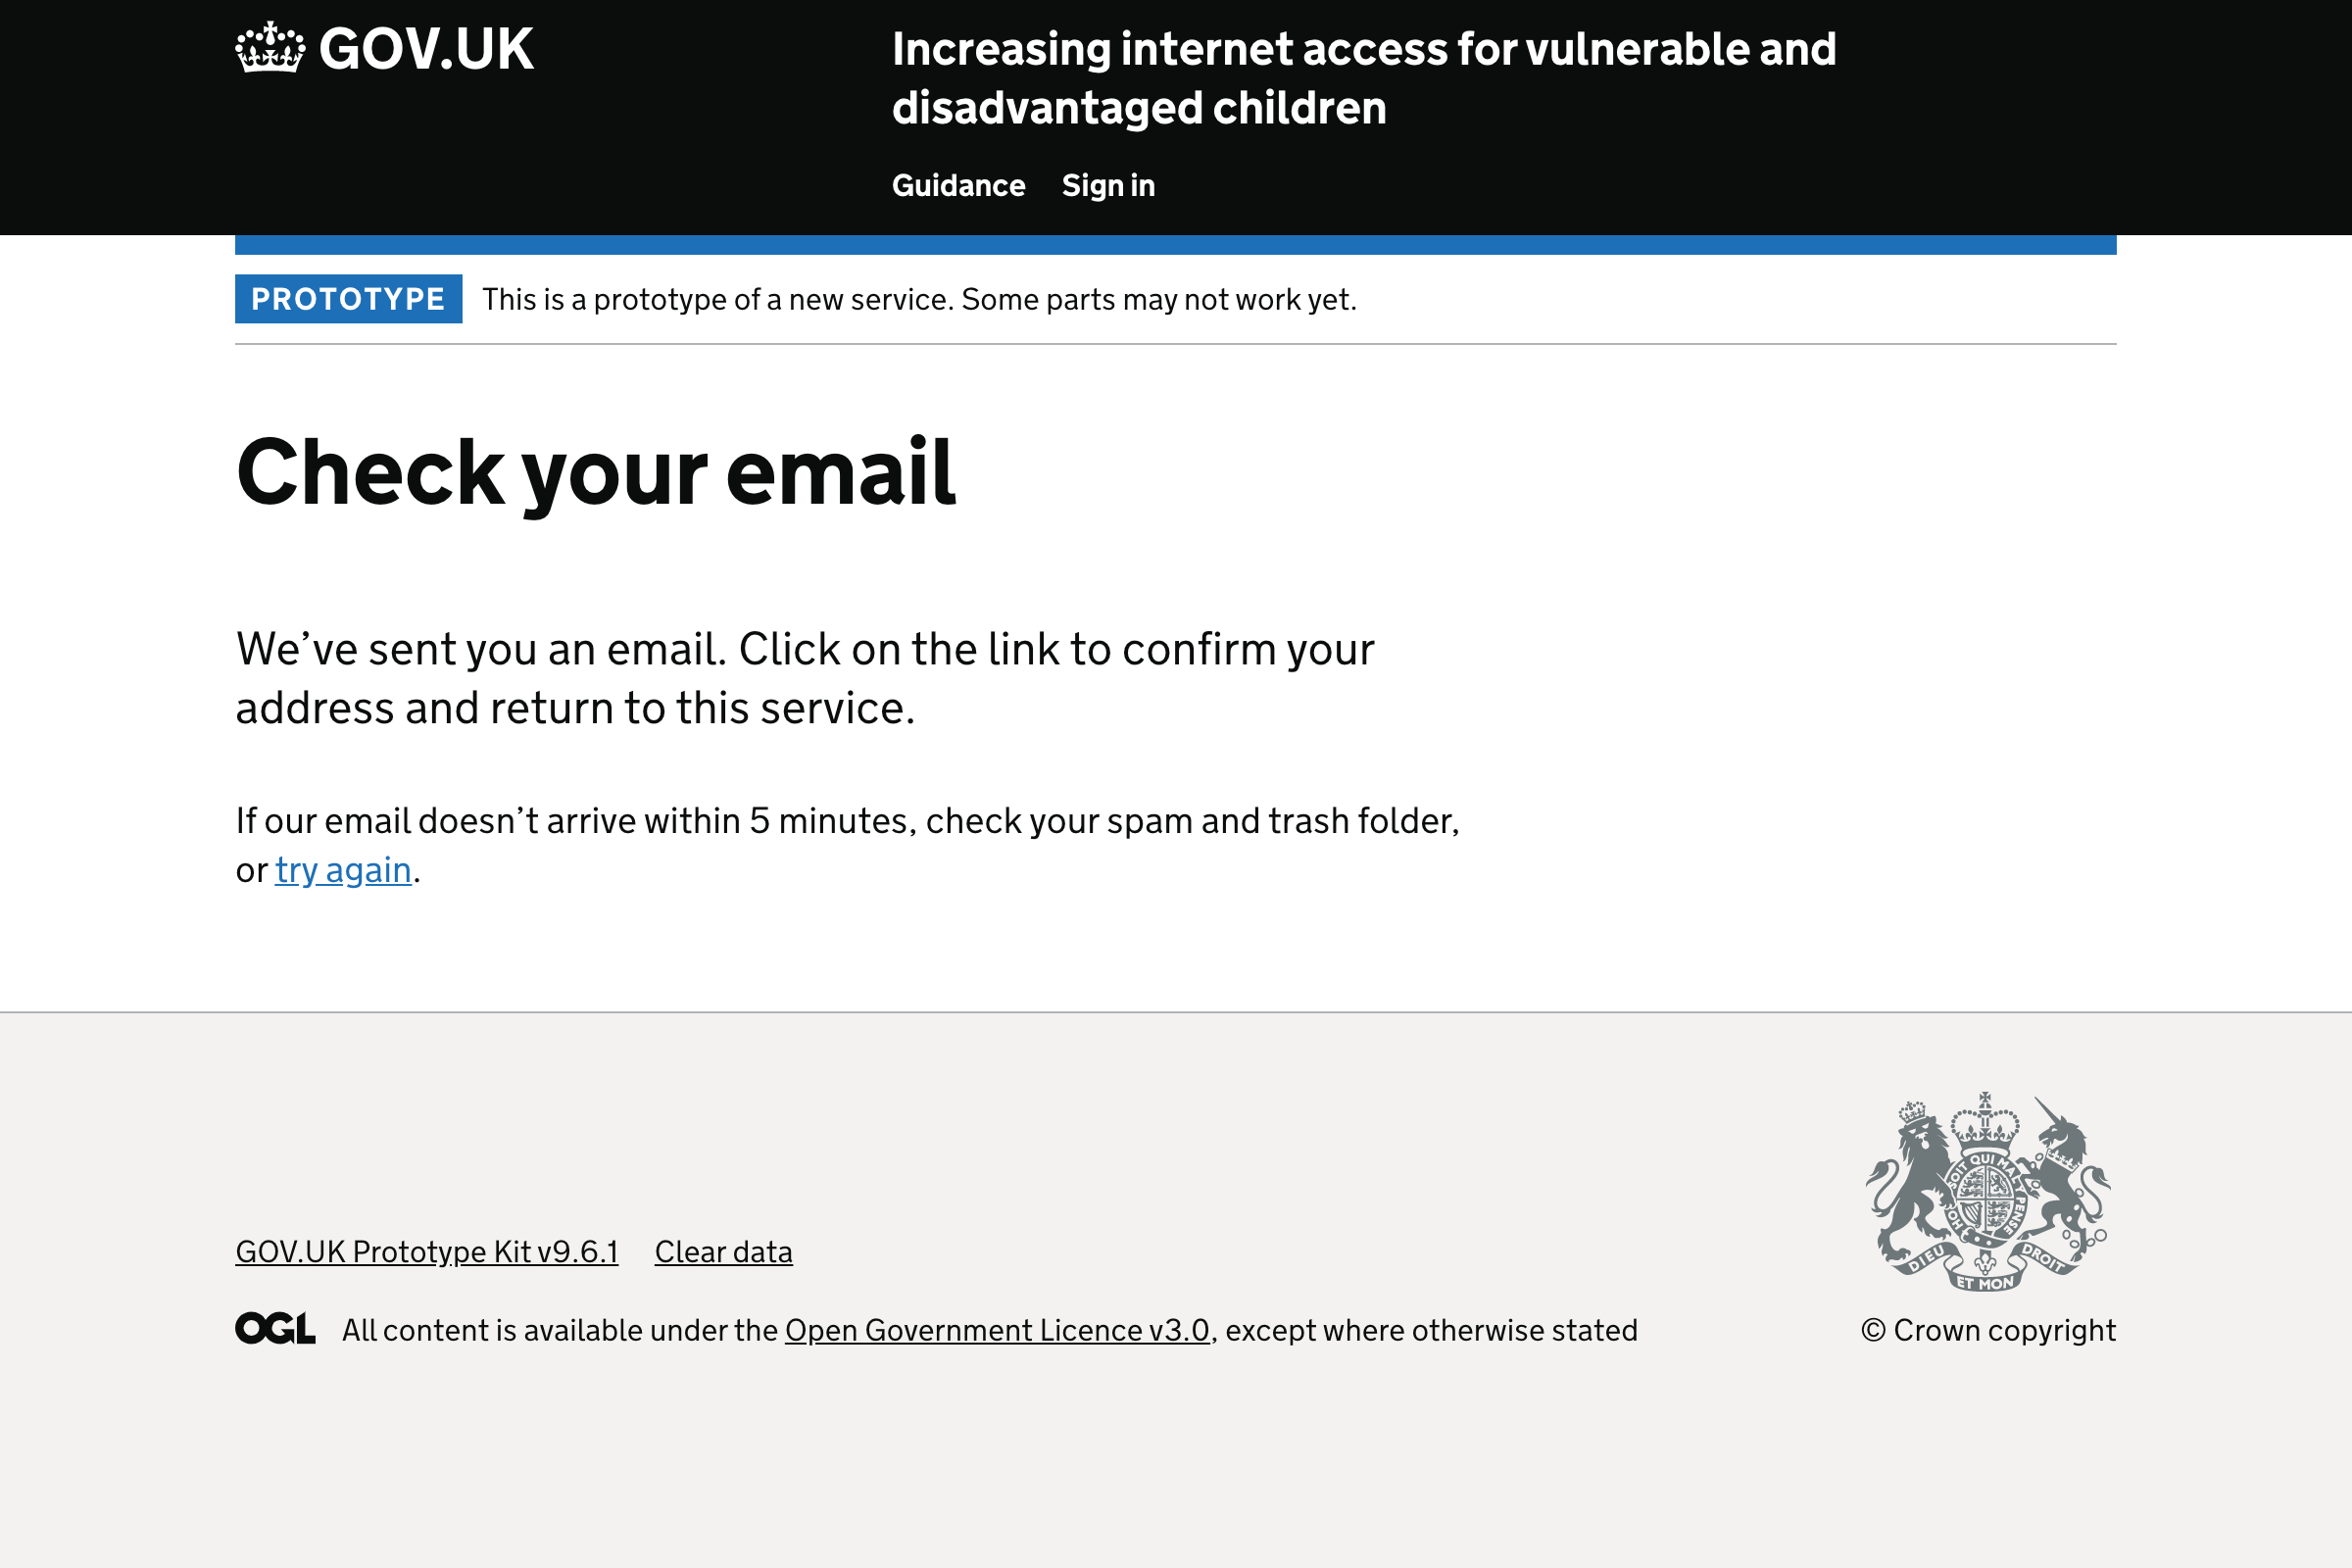 GOV.UK
Increasing internet access for vulnerable and
disadvantaged children
Guidance Sign in
PROTOTYPE This is a prototype of a new service. Some parts may not work yet.
Check your email
We’ve sent you an email. Click on the link to confirm your
address and return to this service.
If our email doesn’t arrive within 5 minutes, check your spam and trash folder,
or try again.
GOV.UK Prototype Kit v9.6.1 Clear data
SOIT QUI MAL Y PENSE
DIEU ET MON DROIT
OGL All content is available under the Open Government Licence v3.0, except where otherwise stated
© Crown copyright